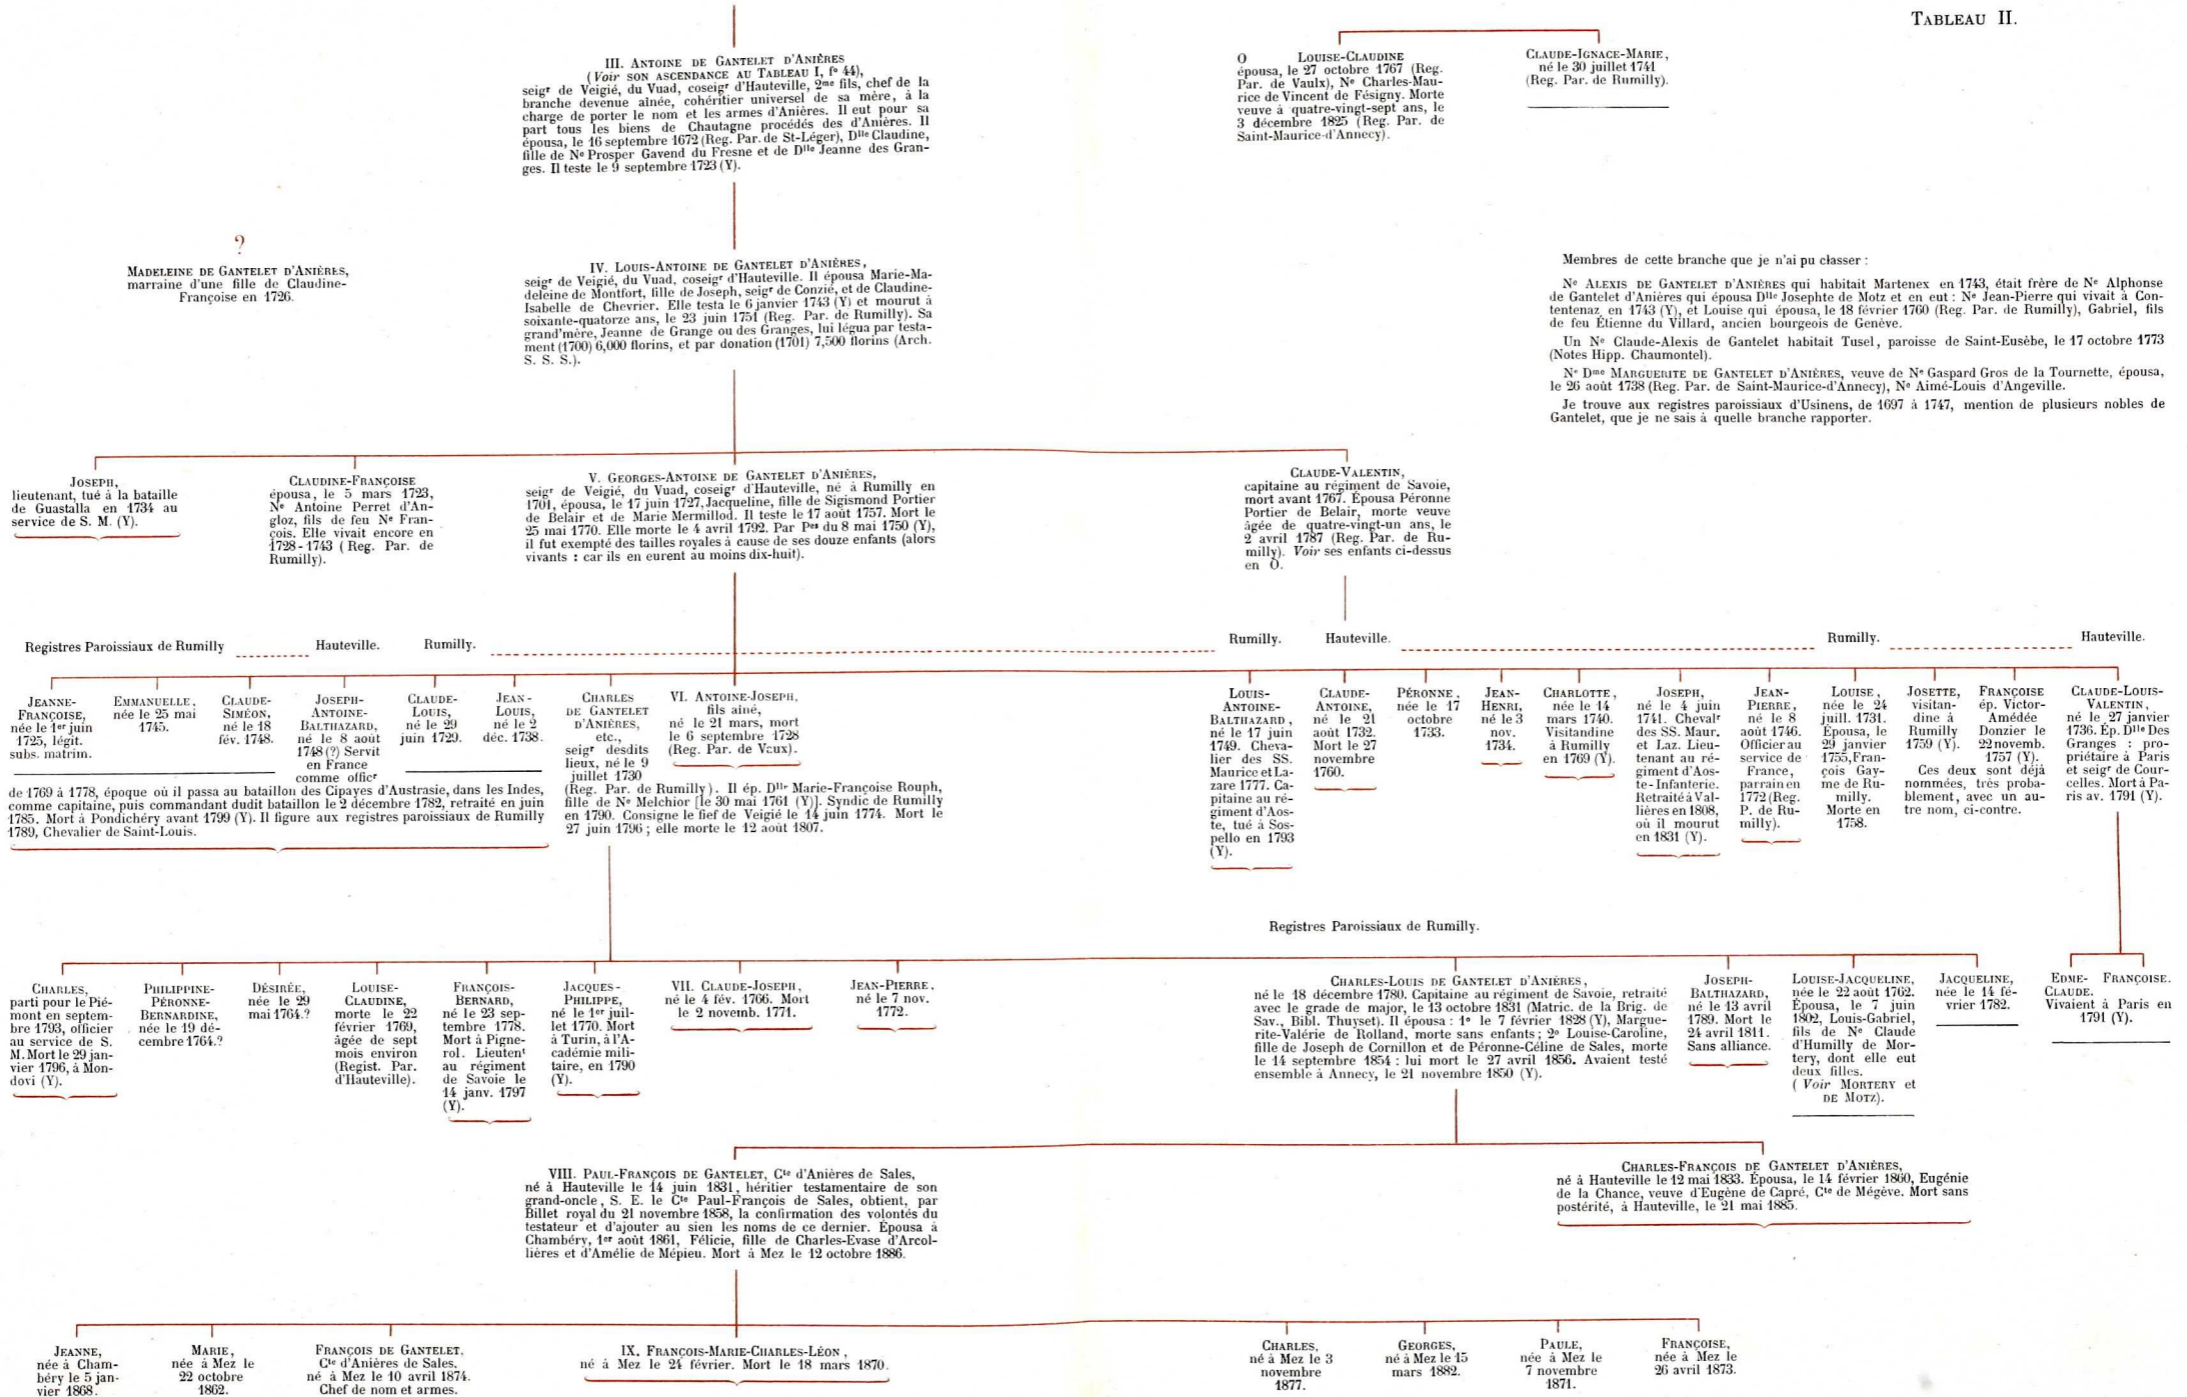 TABLEAU II.
III. ANTOINE DE GANTELET D'ANIÈRES
(Voir SON ASCENDANCE AU TABLEAU I, fº 44),
seigr de Veigié, du Vuad, coseigr d'Hauteville, 2me fils, chef de la
branche devenue aînée, cohéritier universel de sa mère, à la
charge de porter le nom et les armes d'Anières. Il eut pour sa
part tous les biens de Chautagne procédés des d'Anières. Il
épousa, le 16 septembre 1672 (Reg. Par. de St-Léger), Dlle Claudine,
fille de Ne Prosper Gavend du Fresne et de Dlle Jeanne des Gran-
ges. Il teste le 9 septembre 1723 (Y).
O LOUISE-CLAUDINE
épousa, le 27 octobre 1767 (Reg.
Par. de Vaulx), Ne Charles-Mau-
rice de Vincent de Fésigny. Morte
veuve à quatre-vingt-sept ans, le
3 décembre 1825 (Reg. Par. de
Saint-Maurice-d'Annecy).
CLAUDE-IGNACE-MARIE,
né le 30 juillet 1741
(Reg. Par. de Rumilly).
?
MADELEINE DE GANTELET D'ANIÈRES,
marraine d'une fille de Claudine-
Françoise en 1726.
IV. LOUIS-ANTOINE DE GANTELET D'ANIÈRES,
seigr de Veigié, du Vuad, coseigr d'Hauteville. Il épousa Marie-Ma-
deleine de Montfort, fille de Joseph, seigr de Conzié, et de Claudine-
Isabelle de Chevrier. Elle testa le 6 janvier 1743 (Y) et mourut à
soixante-quatorze ans, le 23 juin 1751 (Reg. Par. de Rumilly). Sa
grand'mère, Jeanne de Grange ou des Granges, lui légua par testa-
ment (1700) 6,000 florins, et par donation (1701) 7,500 florins (Arch.
S. S. S.).
Membres de cette branche que je n'ai pu classer :
Ne ALEXIS DE GANTELET D'ANIÈRES qui habitait Martenex en 1743, était frère de Ne Alphonse
de Gantelet d'Anières qui épousa Dlle Josephte de Motz et en eut : Ne Jean-Pierre qui vivait à Con-
tentenaz en 1743 (Y), et Louise qui épousa, le 18 février 1760 (Reg. Par. de Rumilly), Gabriel, fils
de feu Étienne du Villard, ancien bourgeois de Genève.
Un Ne Claude-Alexis de Gantelet habitait Tusel, paroisse de Saint-Eusèbe, le 17 octobre 1773
(Notes Hipp. Chaumontel).
Ne Dme MARGUERITE DE GANTELET D'ANIÈRES, veuve de Ne Gaspard Gros de la Tournette, épousa,
le 26 août 1738 (Reg. Par. de Saint-Maurice-d'Annecy), Ne Aimé-Louis d'Angeville.
Je trouve aux registres paroissiaux d'Usinens, de 1697 à 1747, mention de plusieurs nobles de
Gantelet, que je ne sais à quelle branche rapporter.
JOSEPH,
lieutenant, tué à la bataille
de Guastalla en 1734 au
service de S. M. (Y).
CLAUDINE-FRANÇOISE
épousa, le 5 mars 1723,
Ne Antoine Perret d'An-
gloz, fils de feu Ne Fran-
çois. Elle vivait encore en
1728-1743 (Reg. Par. de
Rumilly).
V. GEORGES-ANTOINE DE GANTELET D'ANIÈRES,
seigr de Veigié, du Vuad, coseigr d'Hauteville, né à Rumilly en
1701, épousa, le 17 juin 1727, Jacqueline, fille de Sigismond Portier
de Belair et de Marie Mermillod. Il teste le 17 août 1757. Mort le
25 mai 1770. Elle morte le 4 avril 1792. Par Pes du 8 mai 1750 (Y),
il fut exempté des tailles royales à cause de ses douze enfants (alors
vivants : car ils en eurent au moins dix-huit).
CLAUDE-VALENTIN,
capitaine au régiment de Savoie,
mort avant 1767. Épousa Péronne
Portier de Belair, morte veuve
âgée de quatre-vingt-un ans, le
2 avril 1787 (Reg. Par. de Ru-
milly). Voir ses enfants ci-dessus
en O.
Registres Paroissiaux de Rumilly Hauteville. Rumilly. Rumilly. Hauteville. Rumilly. Hauteville.
JEANNE-
FRANÇOISE,
née le 1er juin
1725, légit.
subs. matrim.
EMMANUELLE,
née le 25 mai
1745.
CLAUDE-
SIMÉON,
né le 18
fév. 1748.
JOSEPH-
ANTOINE-
BALTHAZARD,
né le 8 août
1748 (?) Servit
en France
comme officr
de 1769 à 1778, époque où il passa au bataillon des Cipayes d'Austrasie, dans les Indes,
comme capitaine, puis commandant dudit bataillon le 2 décembre 1782, retraité en juin
1785. Mort à Pondichéry avant 1799 (Y). Il figure aux registres paroissiaux de Rumilly
1789, Chevalier de Saint-Louis.
CLAUDE-
LOUIS,
né le 29
juin 1729.
JEAN-
LOUIS,
né le 2
déc. 1738.
CHARLES
DE GANTELET
D'ANIÈRES,
etc.,
seigr desdits
lieux, né le 9
juillet 1730
(Reg. Par. de Rumilly). Il ép. Dlle Marie-Françoise Rouph,
fille de Ne Melchior [le 30 mai 1761 (Y)]. Syndic de Rumilly
en 1790. Consigne le fief de Veigié le 14 juin 1774. Mort le
27 juin 1796 ; elle morte le 12 août 1807.
VI. ANTOINE-JOSEPH,
fils aîné,
né le 21 mars, mort
le 6 septembre 1728
(Reg. Par. de Vaux).
LOUIS-
ANTOINE-
BALTHAZARD,
né le 17 juin
1749. Cheva-
lier des SS.
Maurice et La-
zare 1777. Ca-
pitaine au ré-
giment d'Aos-
te, tué à Sos-
pello en 1793
(Y).
CLAUDE-
ANTOINE,
né le 21
août 1732.
Mort le 27
novembre
1760.
PÉRONNE,
née le 17
octobre
1733.
JEAN-
HENRI,
né le 3
nov.
1734.
CHARLOTTE,
née le 14
mars 1740.
Visitandine
à Rumilly
en 1769 (Y).
JOSEPH,
né le 4 juin
1741. Chevalr
des SS. Maur.
et Laz. Lieu-
tenant au ré-
giment d'Aos-
te-Infanterie.
Retraité à Val-
lières en 1808,
où il mourut
en 1831 (Y).
JEAN-
PIERRE,
né le 8
août 1746.
Officier au
service de
France,
parrain en
1772 (Reg.
P. de Ru-
milly).
LOUISE,
née le 24
juill. 1731.
Épousa, le
29 janvier
1755, Fran-
çois Gay-
me de Ru-
milly.
Morte en
1758.
JOSETTE,
visitan-
dine à
Rumilly
1759 (Y).
FRANÇOISE
ép. Victor-
Amédée
Donzier le
22 novemb.
1757 (Y).
Ces deux sont déjà
nommées, très proba-
blement, avec un au-
tre nom, ci-contre.
CLAUDE-LOUIS-
VALENTIN,
né le 27 janvier
1736. Ép. Dlle Des
Granges : pro-
priétaire à Paris
et seigr de Cour-
celles. Mort à Pa-
ris av. 1791 (Y).
Registres Paroissiaux de Rumilly.
CHARLES,
parti pour le Pié-
mont en septem-
bre 1793, officier
au service de S.
M. Mort le 29 jan-
vier 1796, à Mon-
dovi (Y).
PHILIPPINE-
PÉRONNE-
BERNARDINE,
née le 19 dé-
cembre 1764.?
DÉSIRÉE,
née le 29
mai 1764.?
LOUISE-
CLAUDINE,
morte le 22
février 1769,
âgée de sept
mois environ
(Regist. Par.
d'Hauteville).
FRANÇOIS-
BERNARD,
né le 23 sep-
tembre 1778.
Mort à Pigne-
rol. Lieutent
au régiment
de Savoie le
14 janv. 1797
(Y).
JACQUES-
PHILIPPE,
né le 1er juil-
let 1770. Mort
à Turin, à l'A-
cadémie mili-
taire, en 1790
(Y).
VII. CLAUDE-JOSEPH,
né le 4 fév. 1766. Mort
le 2 novemb. 1771.
JEAN-PIERRE.
né le 7 nov.
1772.
CHARLES-LOUIS DE GANTELET D'ANIÈRES,
né le 18 décembre 1780. Capitaine au régiment de Savoie, retraité
avec le grade de major, le 13 octobre 1831 (Matric. de la Brig. de
Sav., Bibl. Thuyset). Il épousa : 1º le 7 février 1828 (Y), Margue-
rite-Valérie de Rolland, morte sans enfants ; 2º Louise-Caroline,
fille de Joseph de Cornillon et de Péronne-Céline de Sales, morte
le 14 septembre 1854 : lui mort le 27 avril 1856. Avaient testé
ensemble à Annecy, le 21 novembre 1850 (Y).
JOSEPH-
BALTHAZARD,
né le 13 avril
1789. Mort le
24 avril 1811.
Sans alliance.
LOUISE-JACQUELINE,
née le 22 août 1762.
Épousa, le 7 juin
1802, Louis-Gabriel,
fils de Ne Claude
d'Humilly de Mor-
tery, dont elle eut
deux filles.
(Voir MORTERY et
DE MOTZ).
JACQUELINE,
née le 14 fé-
vrier 1782.
EDME-
CLAUDE.
FRANÇOISE.
Vivaient à Paris en
1791 (Y).
VIII. PAUL-FRANÇOIS DE GANTELET, Cte d'Anières de Sales,
né à Hauteville le 14 juin 1831, héritier testamentaire de son
grand-oncle, S. E. le Cte Paul-François de Sales, obtient, par
Billet royal du 21 novembre 1858, la confirmation des volontés du
testateur et d'ajouter au sien les noms de ce dernier. Épousa à
Chambéry, 1er août 1861, Félicie, fille de Charles-Evase d'Arcol-
lières et d'Amélie de Mépieu. Mort à Mez le 12 octobre 1886.
CHARLES-FRANÇOIS DE GANTELET D'ANIÈRES,
né à Hauteville le 12 mai 1833. Épousa, le 14 février 1860, Eugénie
de la Chance, veuve d'Eugène de Capré, Cte de Mégève. Mort sans
postérité, à Hauteville, le 21 mai 1885.
JEANNE,
née à Cham-
béry le 5 jan-
vier 1868.
MARIE,
née à Mez le
22 octobre
1862.
FRANÇOIS DE GANTELET,
Cte d'Anières de Sales,
né à Mez le 10 avril 1874.
Chef de nom et armes.
IX. FRANÇOIS-MARIE-CHARLES-LÉON,
né à Mez le 24 février. Mort le 18 mars 1870.
CHARLES,
né à Mez le 3
novembre
1877.
GEORGES,
né à Mez le 15
mars 1882.
PAULE,
née à Mez le
7 novembre
1871.
FRANÇOISE,
née à Mez le
26 avril 1873.